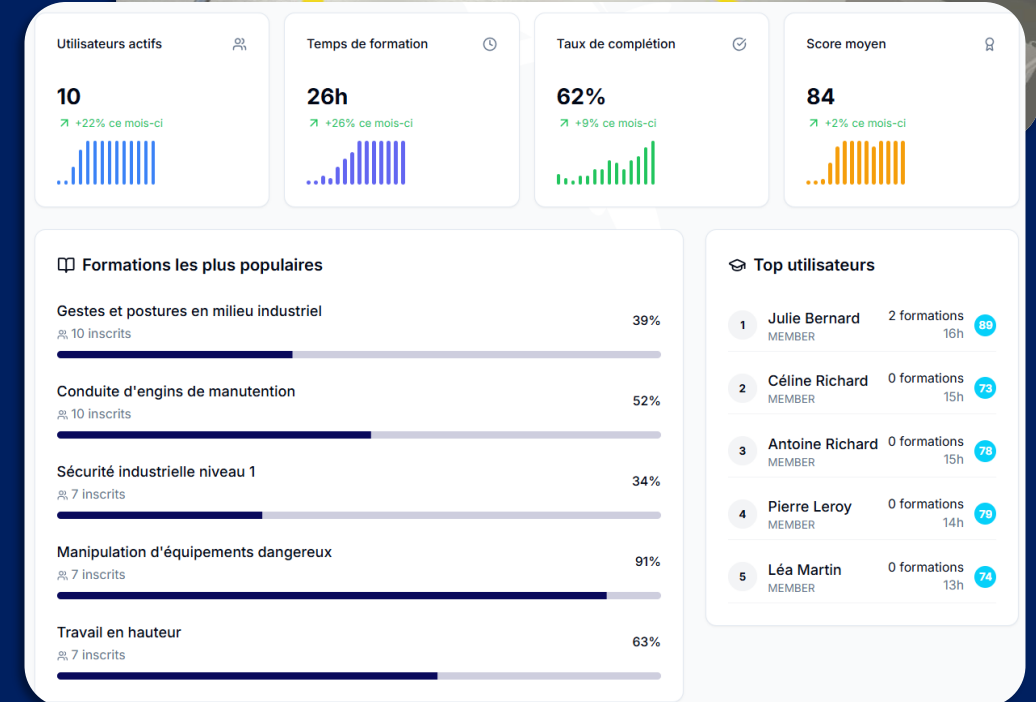 Utilisateurs actifs
10
+22% ce mois-ci
Temps de formation
26h
+26% ce mois-ci
Taux de complétion
62%
+9% ce mois-ci
Score moyen
84
+2% ce mois-ci
Formations les plus populaires
Gestes et postures en milieu industriel
10 inscrits
39%
Conduite d'engins de manutention
10 inscrits
52%
Sécurité industrielle niveau 1
7 inscrits
34%
Manipulation d'équipements dangereux
7 inscrits
91%
Travail en hauteur
7 inscrits
63%
Top utilisateurs
1
Julie Bernard
MEMBER
2 formations
16h
89
2
Céline Richard
MEMBER
0 formations
15h
73
3
Antoine Richard
MEMBER
0 formations
15h
78
4
Pierre Leroy
MEMBER
0 formations
14h
79
5
Léa Martin
MEMBER
0 formations
13h
74